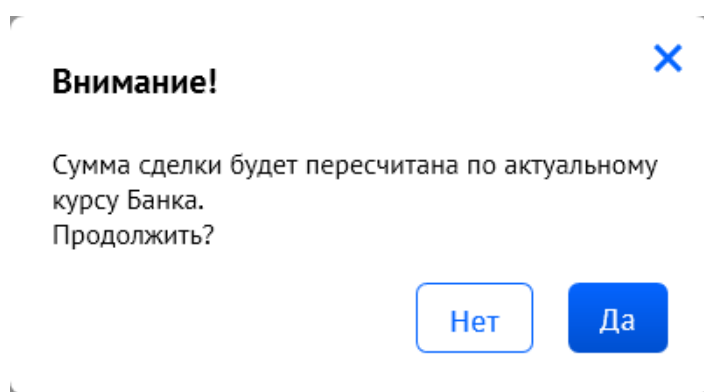 Внимание!
Сумма сделки будет пересчитана по актуальному
курсу Банка.
Продолжить?
Нет
Да